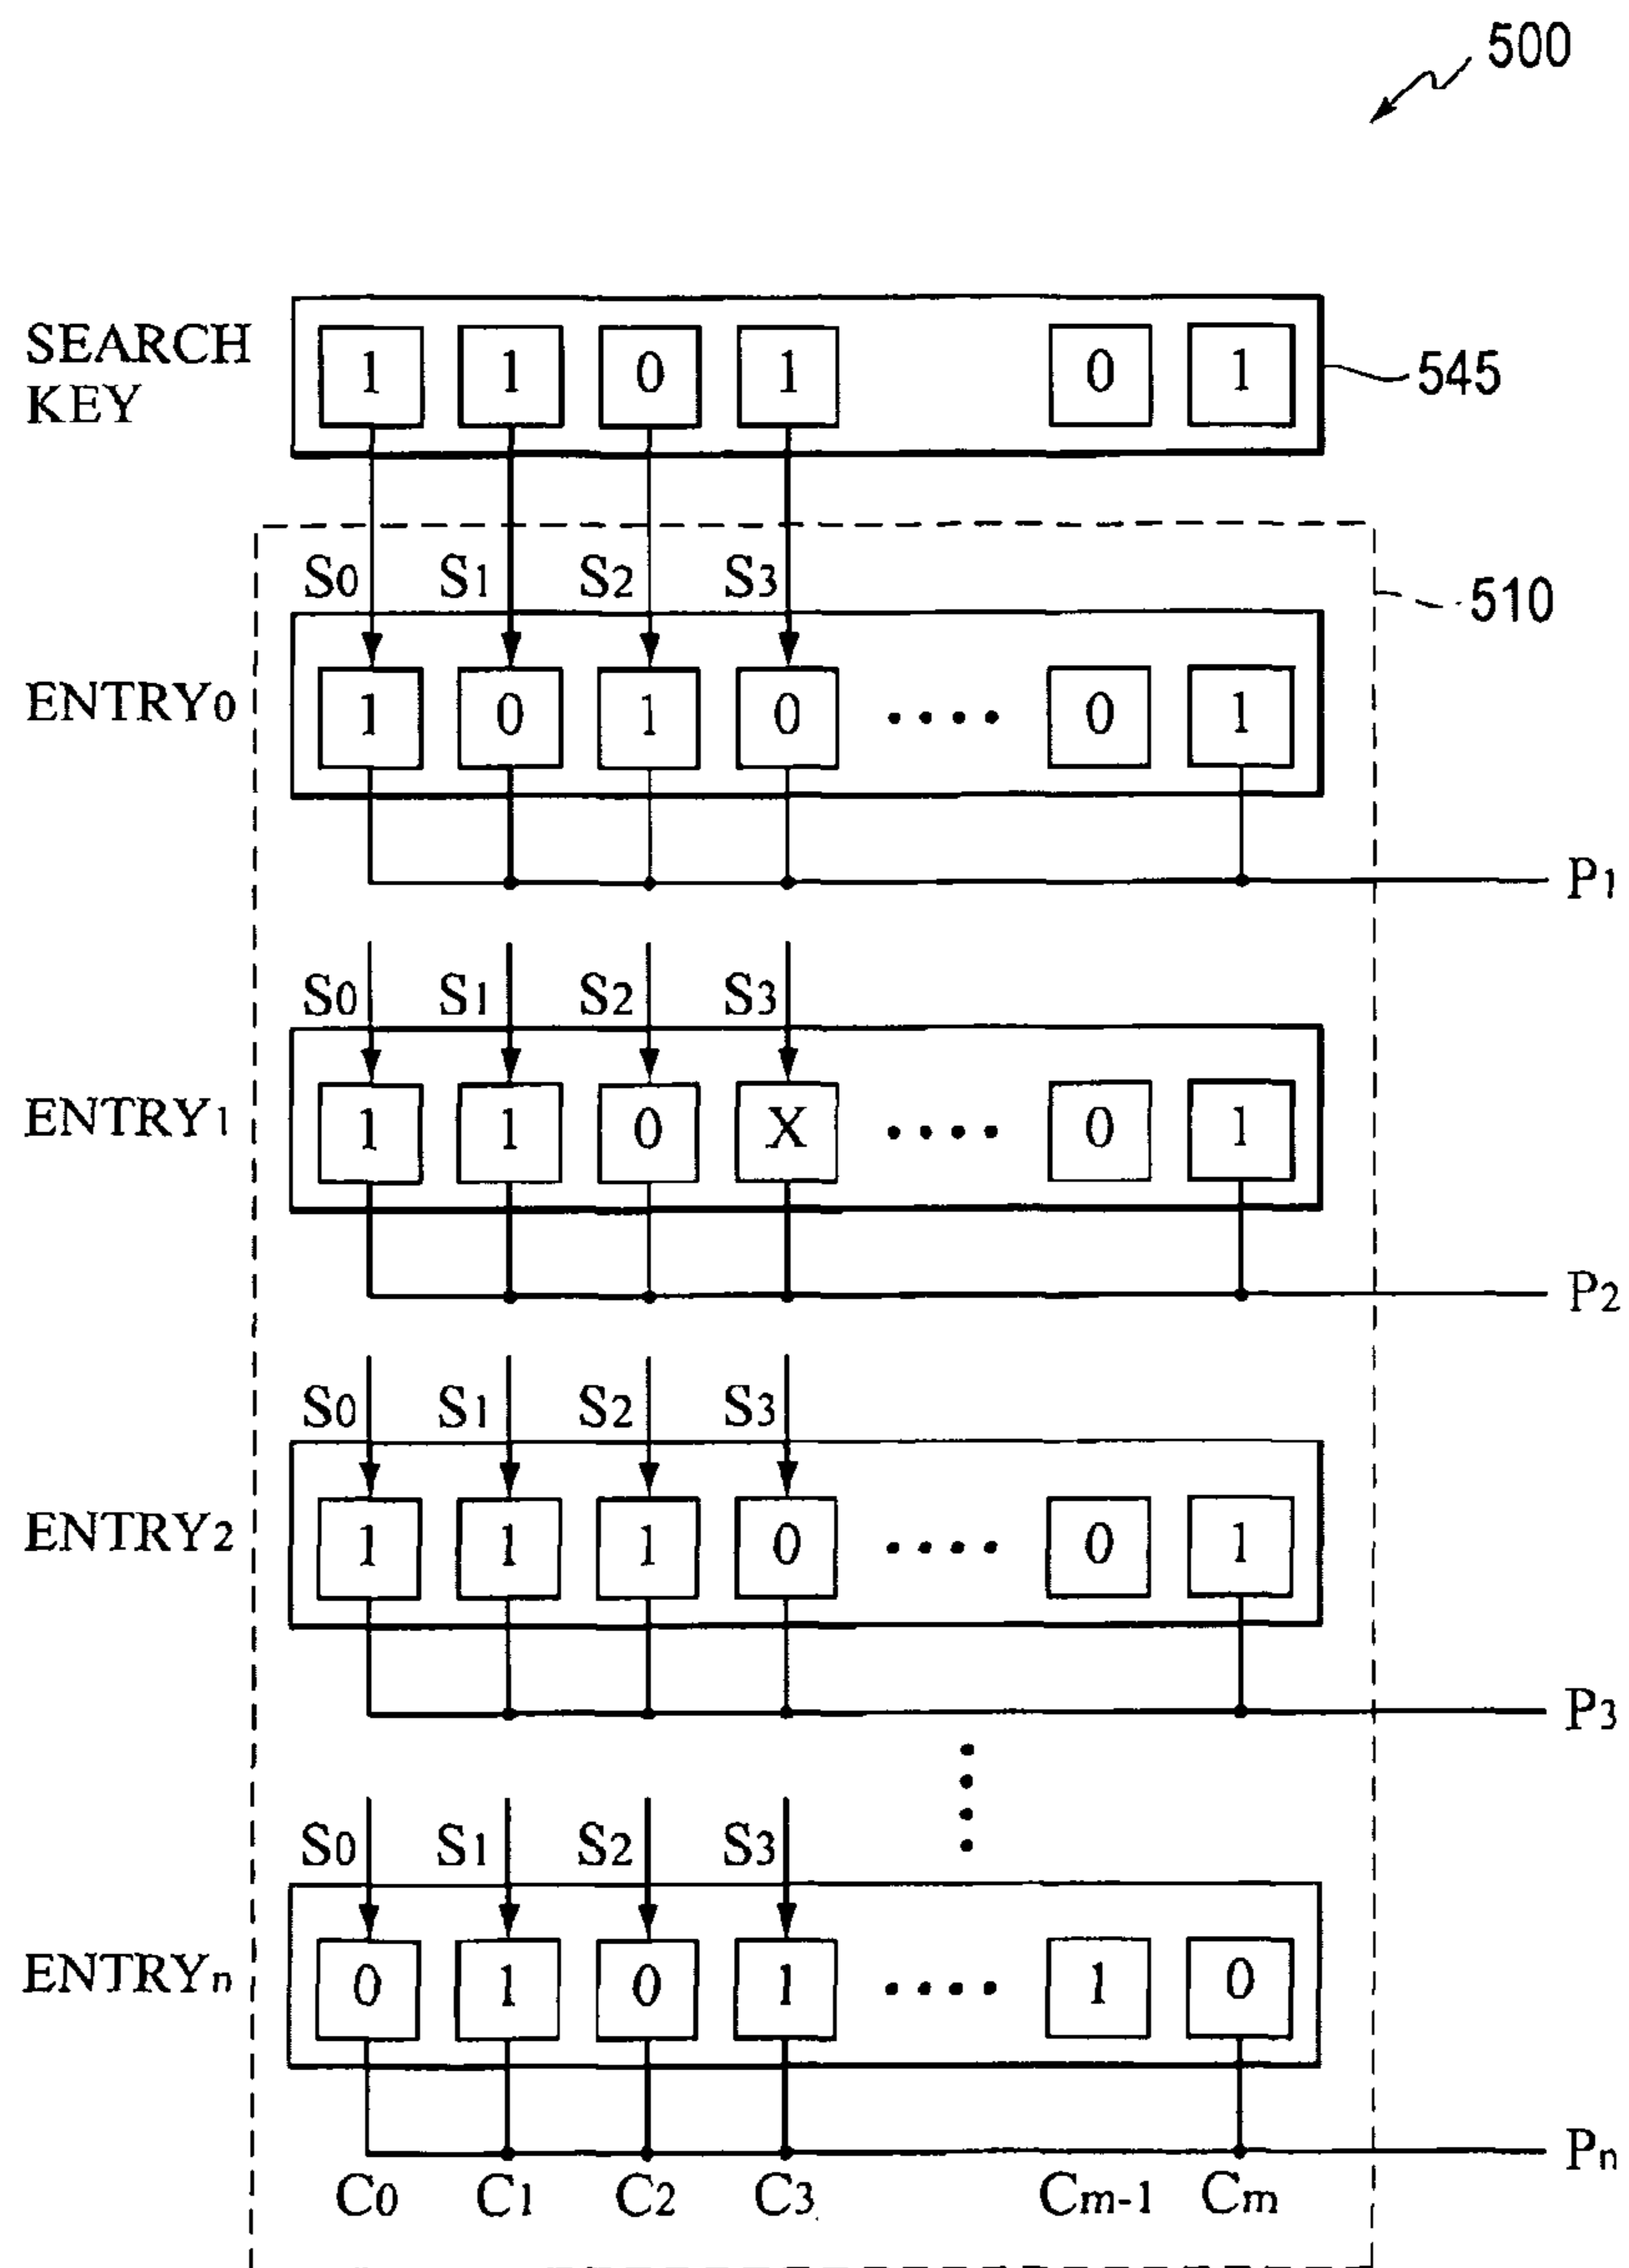 500
SEARCH KEY
1 1 0 1 0 1
545
S0 S1 S2 S3
510
ENTRY0
1 0 1 0 .... 0 1
P1
S0 S1 S2 S3
ENTRY1
1 1 0 X .... 0 1
P2
S0 S1 S2 S3
ENTRY2
1 1 1 0 .... 0 1
P3
S0 S1 S2 S3
ENTRYn
0 1 0 1 .... 1 0
Pn
C0 C1 C2 C3 Cm-1 Cm